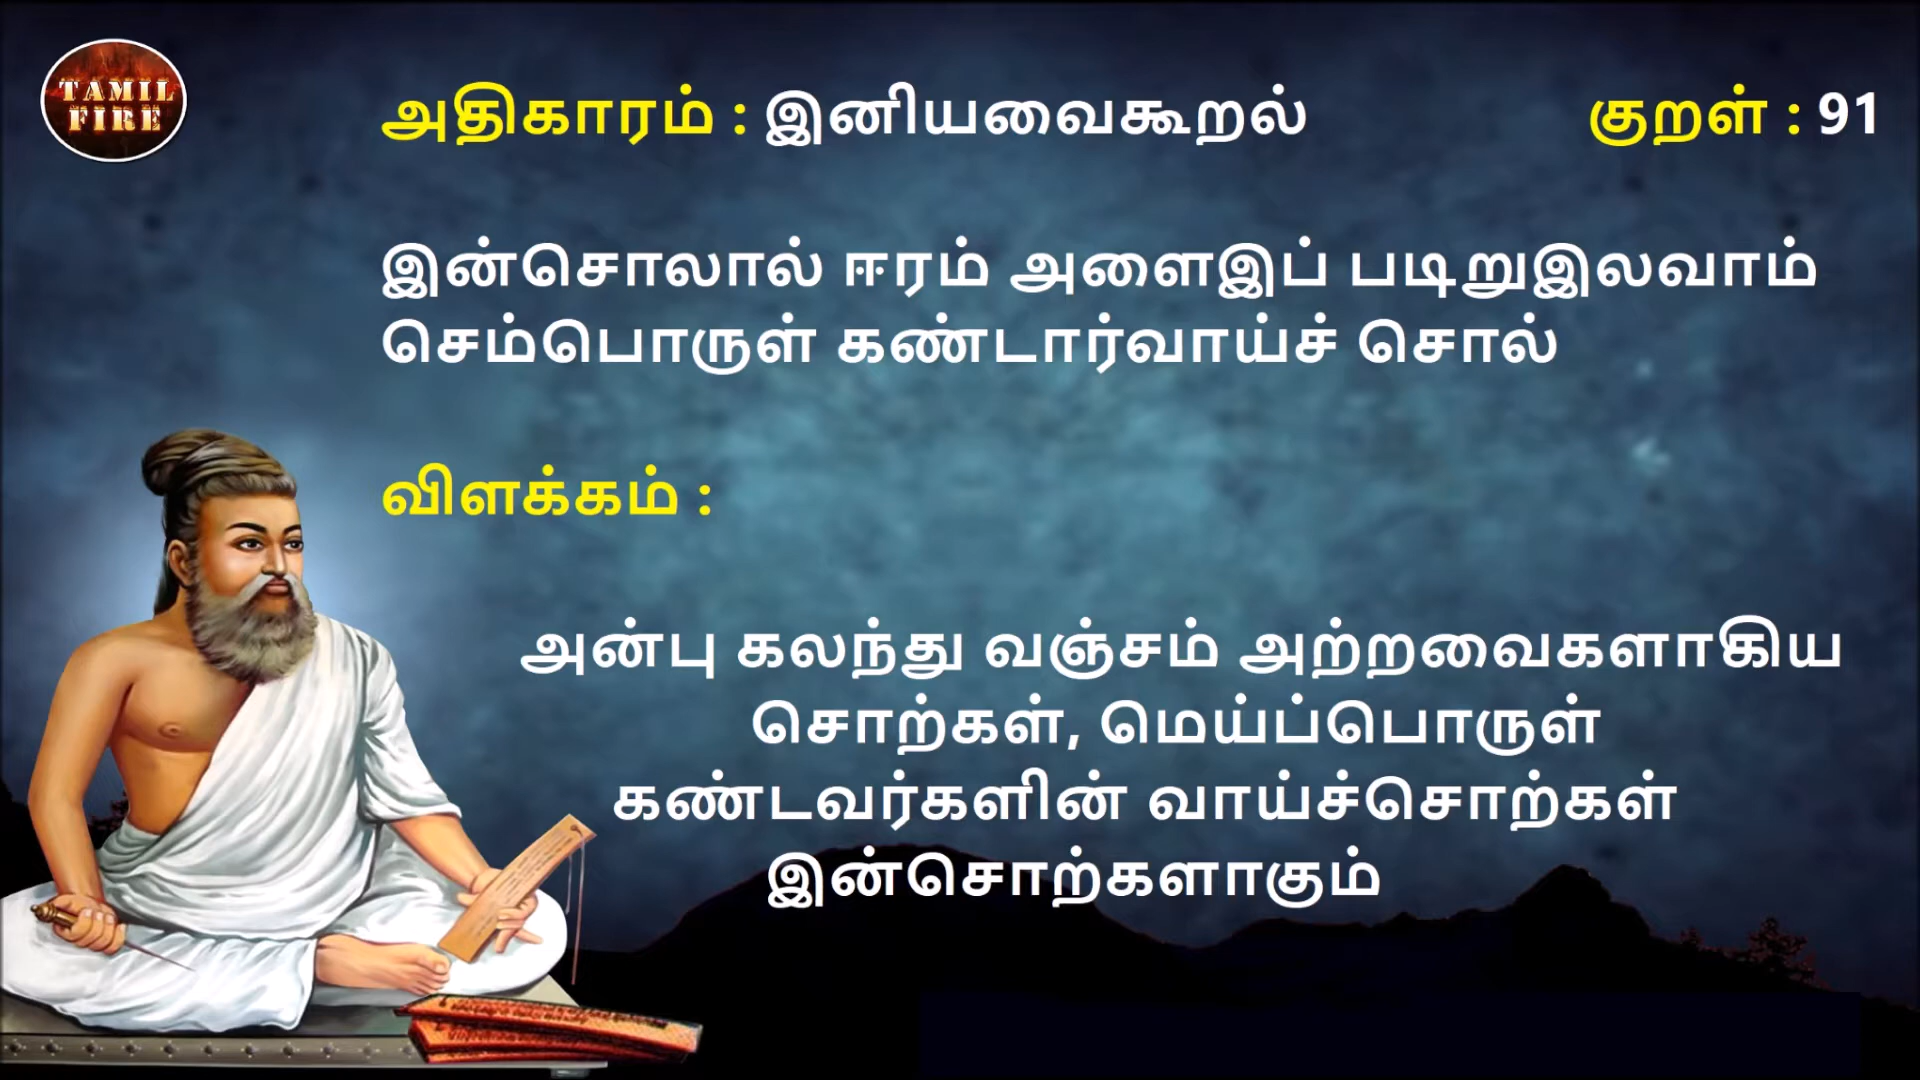 TAMIL
FIRE
அதிகாரம் : இனியவைகூறல் குறள் : 91
இன்சொலால் ஈரம் அளைஇப் படிறுஇலவாம்
செம்பொருள் கண்டார்வாய்ச் சொல்
விளக்கம் :
அன்பு கலந்து வஞ்சம் அற்றவைகளாகிய
சொற்கள், மெய்ப்பொருள்
கண்டவர்களின் வாய்ச்சொற்கள்
இன்சொற்களாகும்